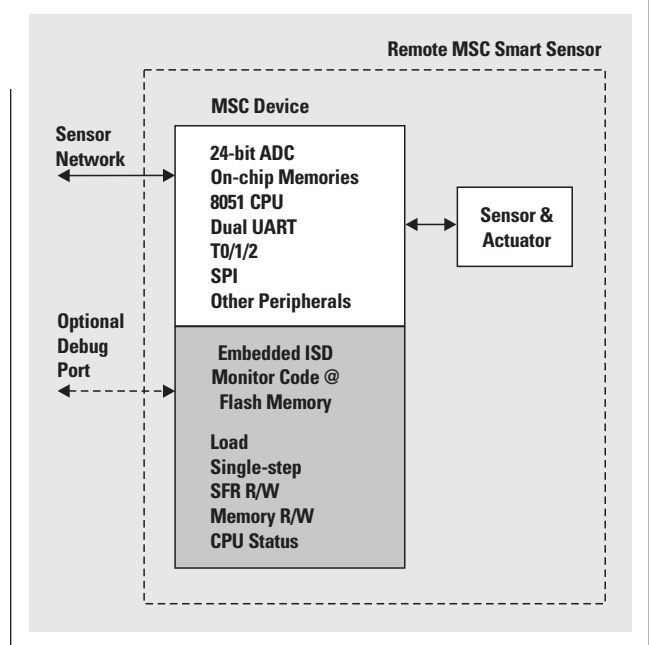 Remote MSC Smart Sensor
MSC Device
Sensor
Network
24-bit ADC
On-chip Memories
8051 CPU
Dual UART
T0/1/2
SPI
Other Peripherals
Sensor &
Actuator
Optional
Debug
Port
Embedded ISD
Monitor Code @
Flash Memory
Load
Single-step
SFR R/W
Memory R/W
CPU Status